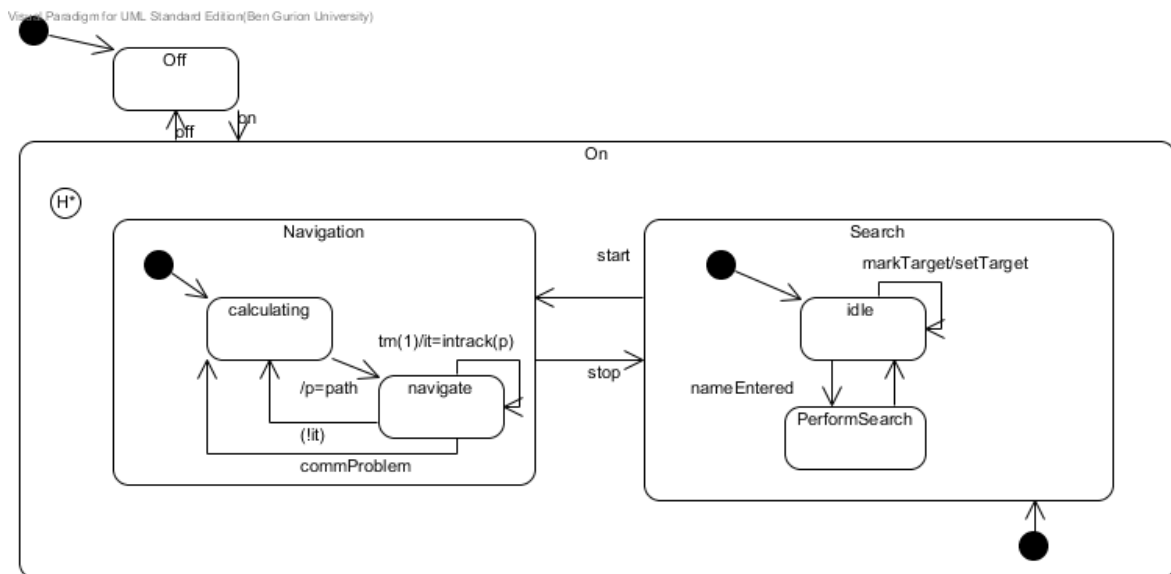 Visual Paradigm for UML Standard Edition(Ben Gurion University)
Off
off
on
On
H*
Navigation
Search
start
markTarget/setTarget
calculating
idle
tm(1)/it=intrack(p)
stop
/p=path
navigate
nameEntered
PerformSearch
(!it)
commProblem